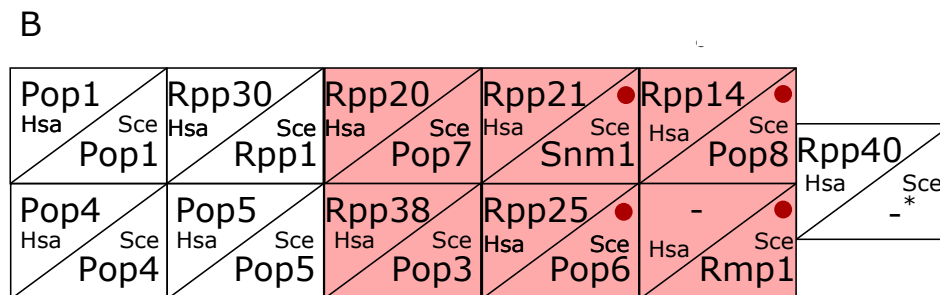 B
Pop1 Rpp30 Rpp20 Rpp21 Rpp14
Hsa Sce Hsa Sce Hsa Sce Hsa Sce Hsa Sce
Pop1 Rpp1 Pop7 Snm1 Pop8
Rpp40
Hsa Sce
-*
Pop4 Pop5 Rpp38 Rpp25 -
Hsa Sce Hsa Sce Hsa Sce Hsa Sce Hsa Sce
Pop4 Pop5 Pop3 Pop6 Rmp1